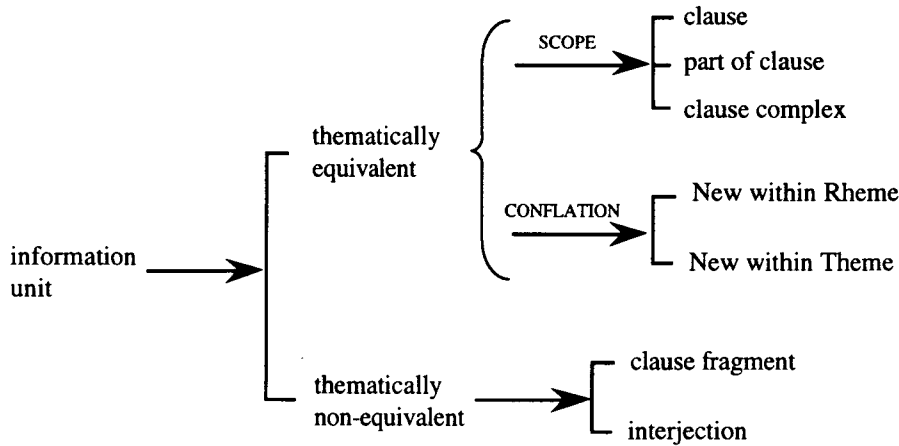 clause
SCOPE
part of clause
clause complex
thematically
equivalent
New within Rheme
CONFLATION
New within Theme
information
unit
clause fragment
thematically
non-equivalent
interjection